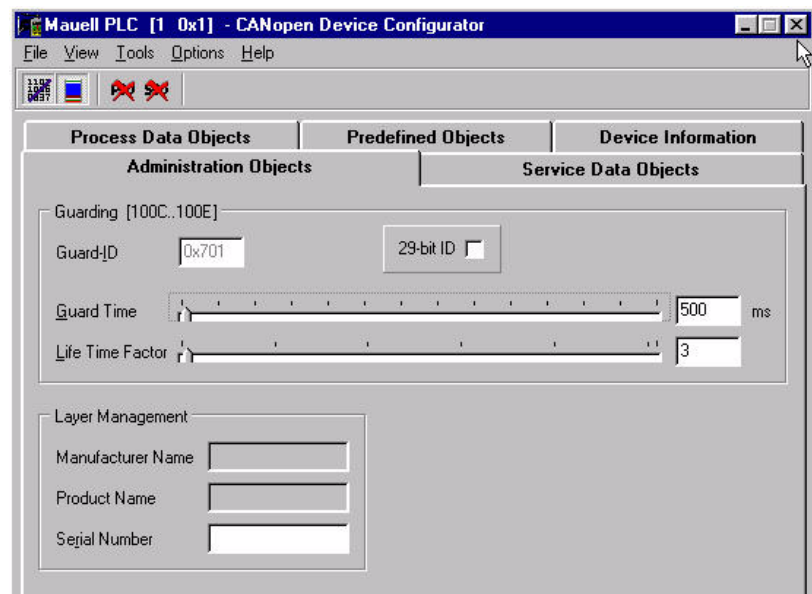 Mauell PLC [1 0x1] - CANopen Device Configurator
File View Tools Options Help
Process Data Objects Predefined Objects Device Information
Administration Objects Service Data Objects
Guarding [100C..100E]
Guard-ID 0x701 29-bit ID
Guard Time 500 ms
Life Time Factor 3
Layer Management
Manufacturer Name
Product Name
Serial Number